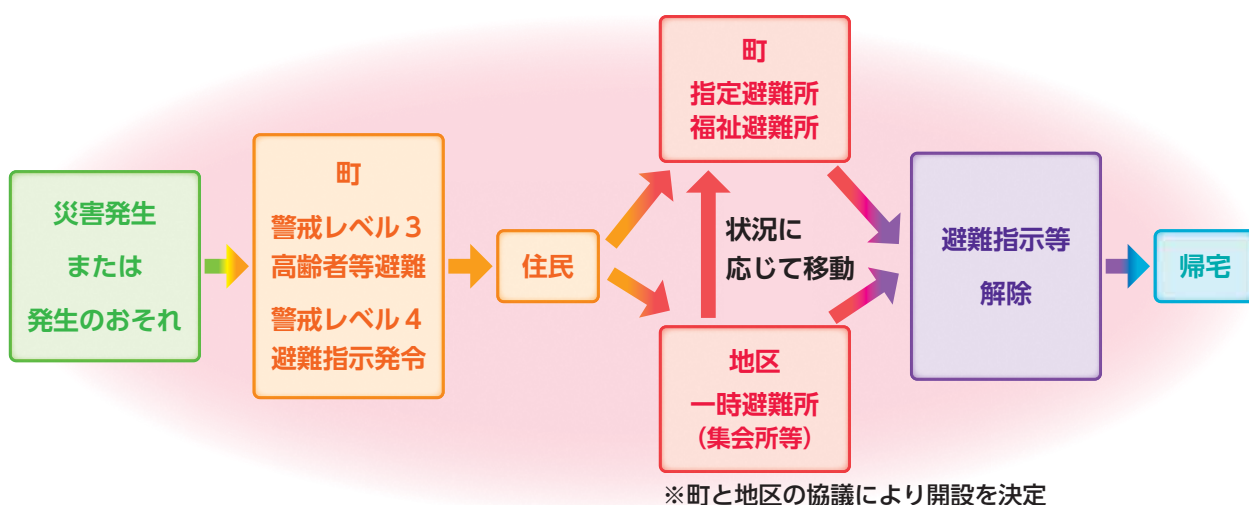 災害発生
または
発生のおそれ
町
警戒レベル３
高齢者等避難
警戒レベル４
避難指示発令
住民
町
指定避難所
福祉避難所
状況に
応じて移動
地区
一時避難所
（集会所等）
※町と地区の協議により開設を決定
避難指示等
解除
帰宅